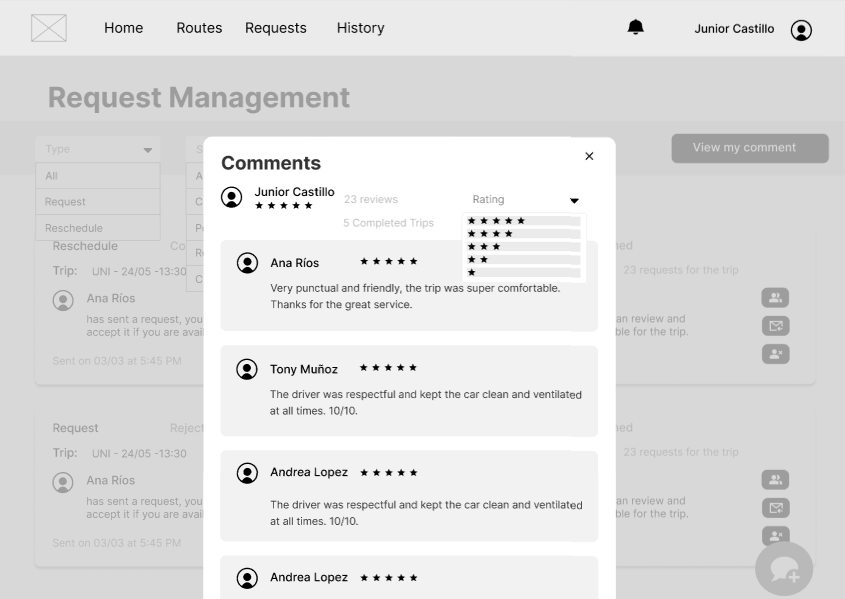 Home Routes Requests History Junior Castillo
Request Management
Type
All
Request
Reschedule
View my comment
Comments
Junior Castillo
23 reviews
5 Completed Trips
Rating
Ana Ríos
Very punctual and friendly, the trip was super comfortable.
Thanks for the great service.
Tony Muñoz
The driver was respectful and kept the car clean and ventilated
at all times. 10/10.
Andrea Lopez
The driver was respectful and kept the car clean and ventilated
at all times. 10/10.
Andrea Lopez
Reschedule
Trip: UNI - 24/05 -13:30
23 requests for the trip
Ana Ríos
has sent a request, you
an review and
accept it if you are
for the trip.
Sent on 03/03 at 5:45 PM
Request
Trip: UNI - 24/05 -13:30
23 requests for the trip
Ana Ríos
has sent a request, you
an review and
accept it if you are
for the trip.
Sent on 03/03 at 5:45 PM